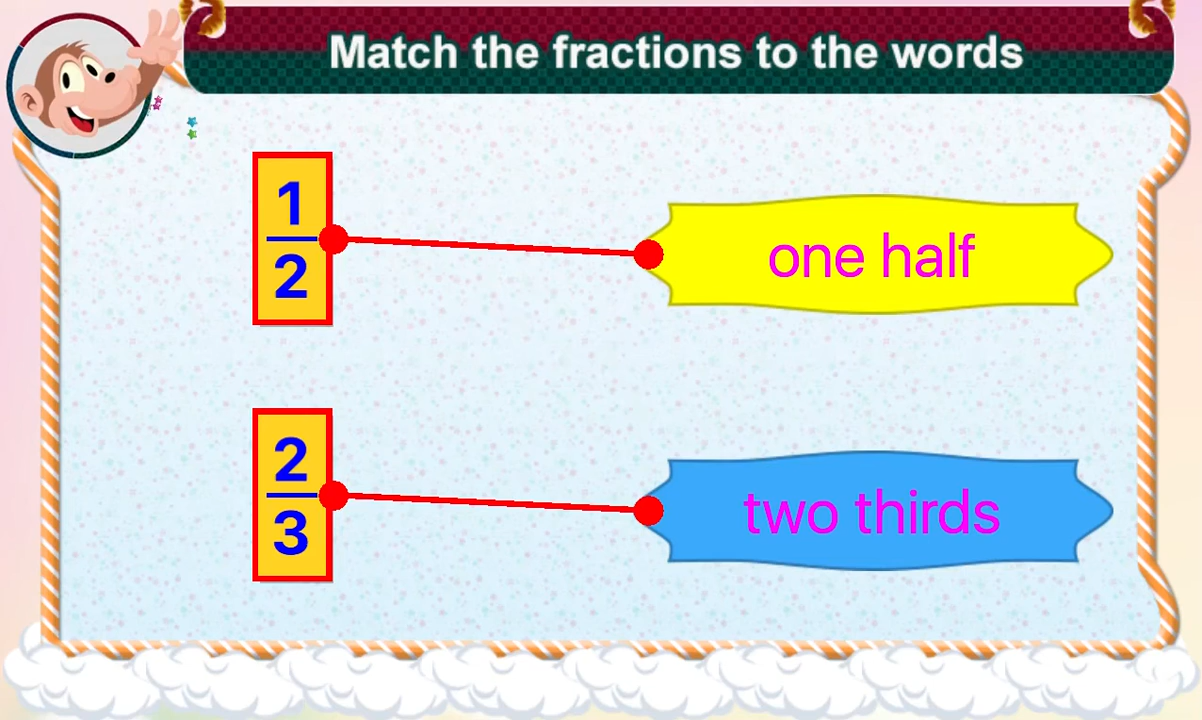 Match the fractions to the words
1/2
one half
2/3
two thirds